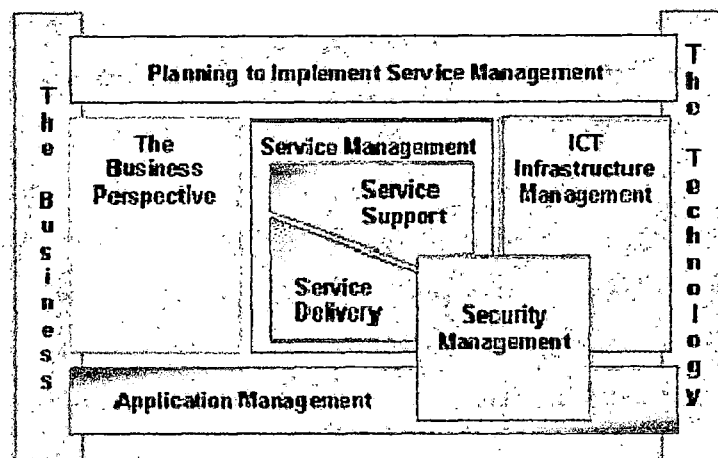 Planning to Implement Service Management
The Business
The
Business
Perspective
Service Management
Service
Support
Service
Delivery
ICT
Infrastructure
Management
Security
Management
Application Management
The Technology